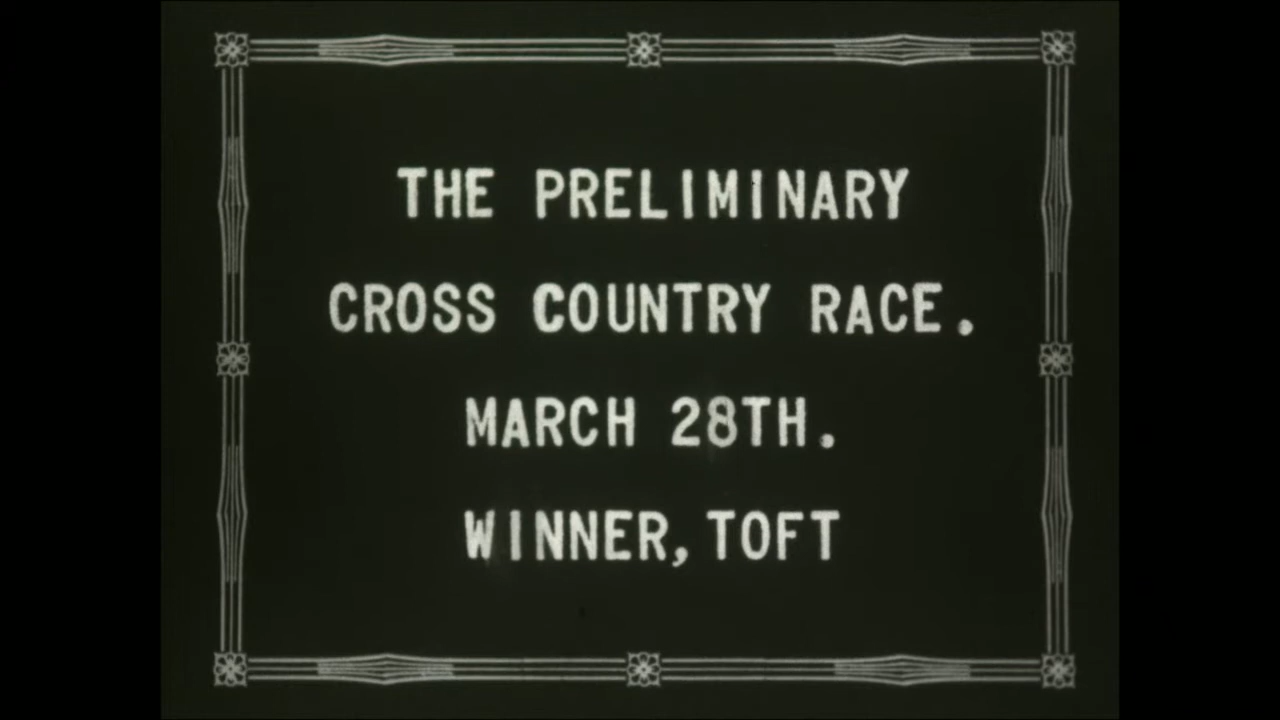 THE PRELIMINARY
CROSS COUNTRY RACE.
MARCH 28TH.
WINNER, TOFT